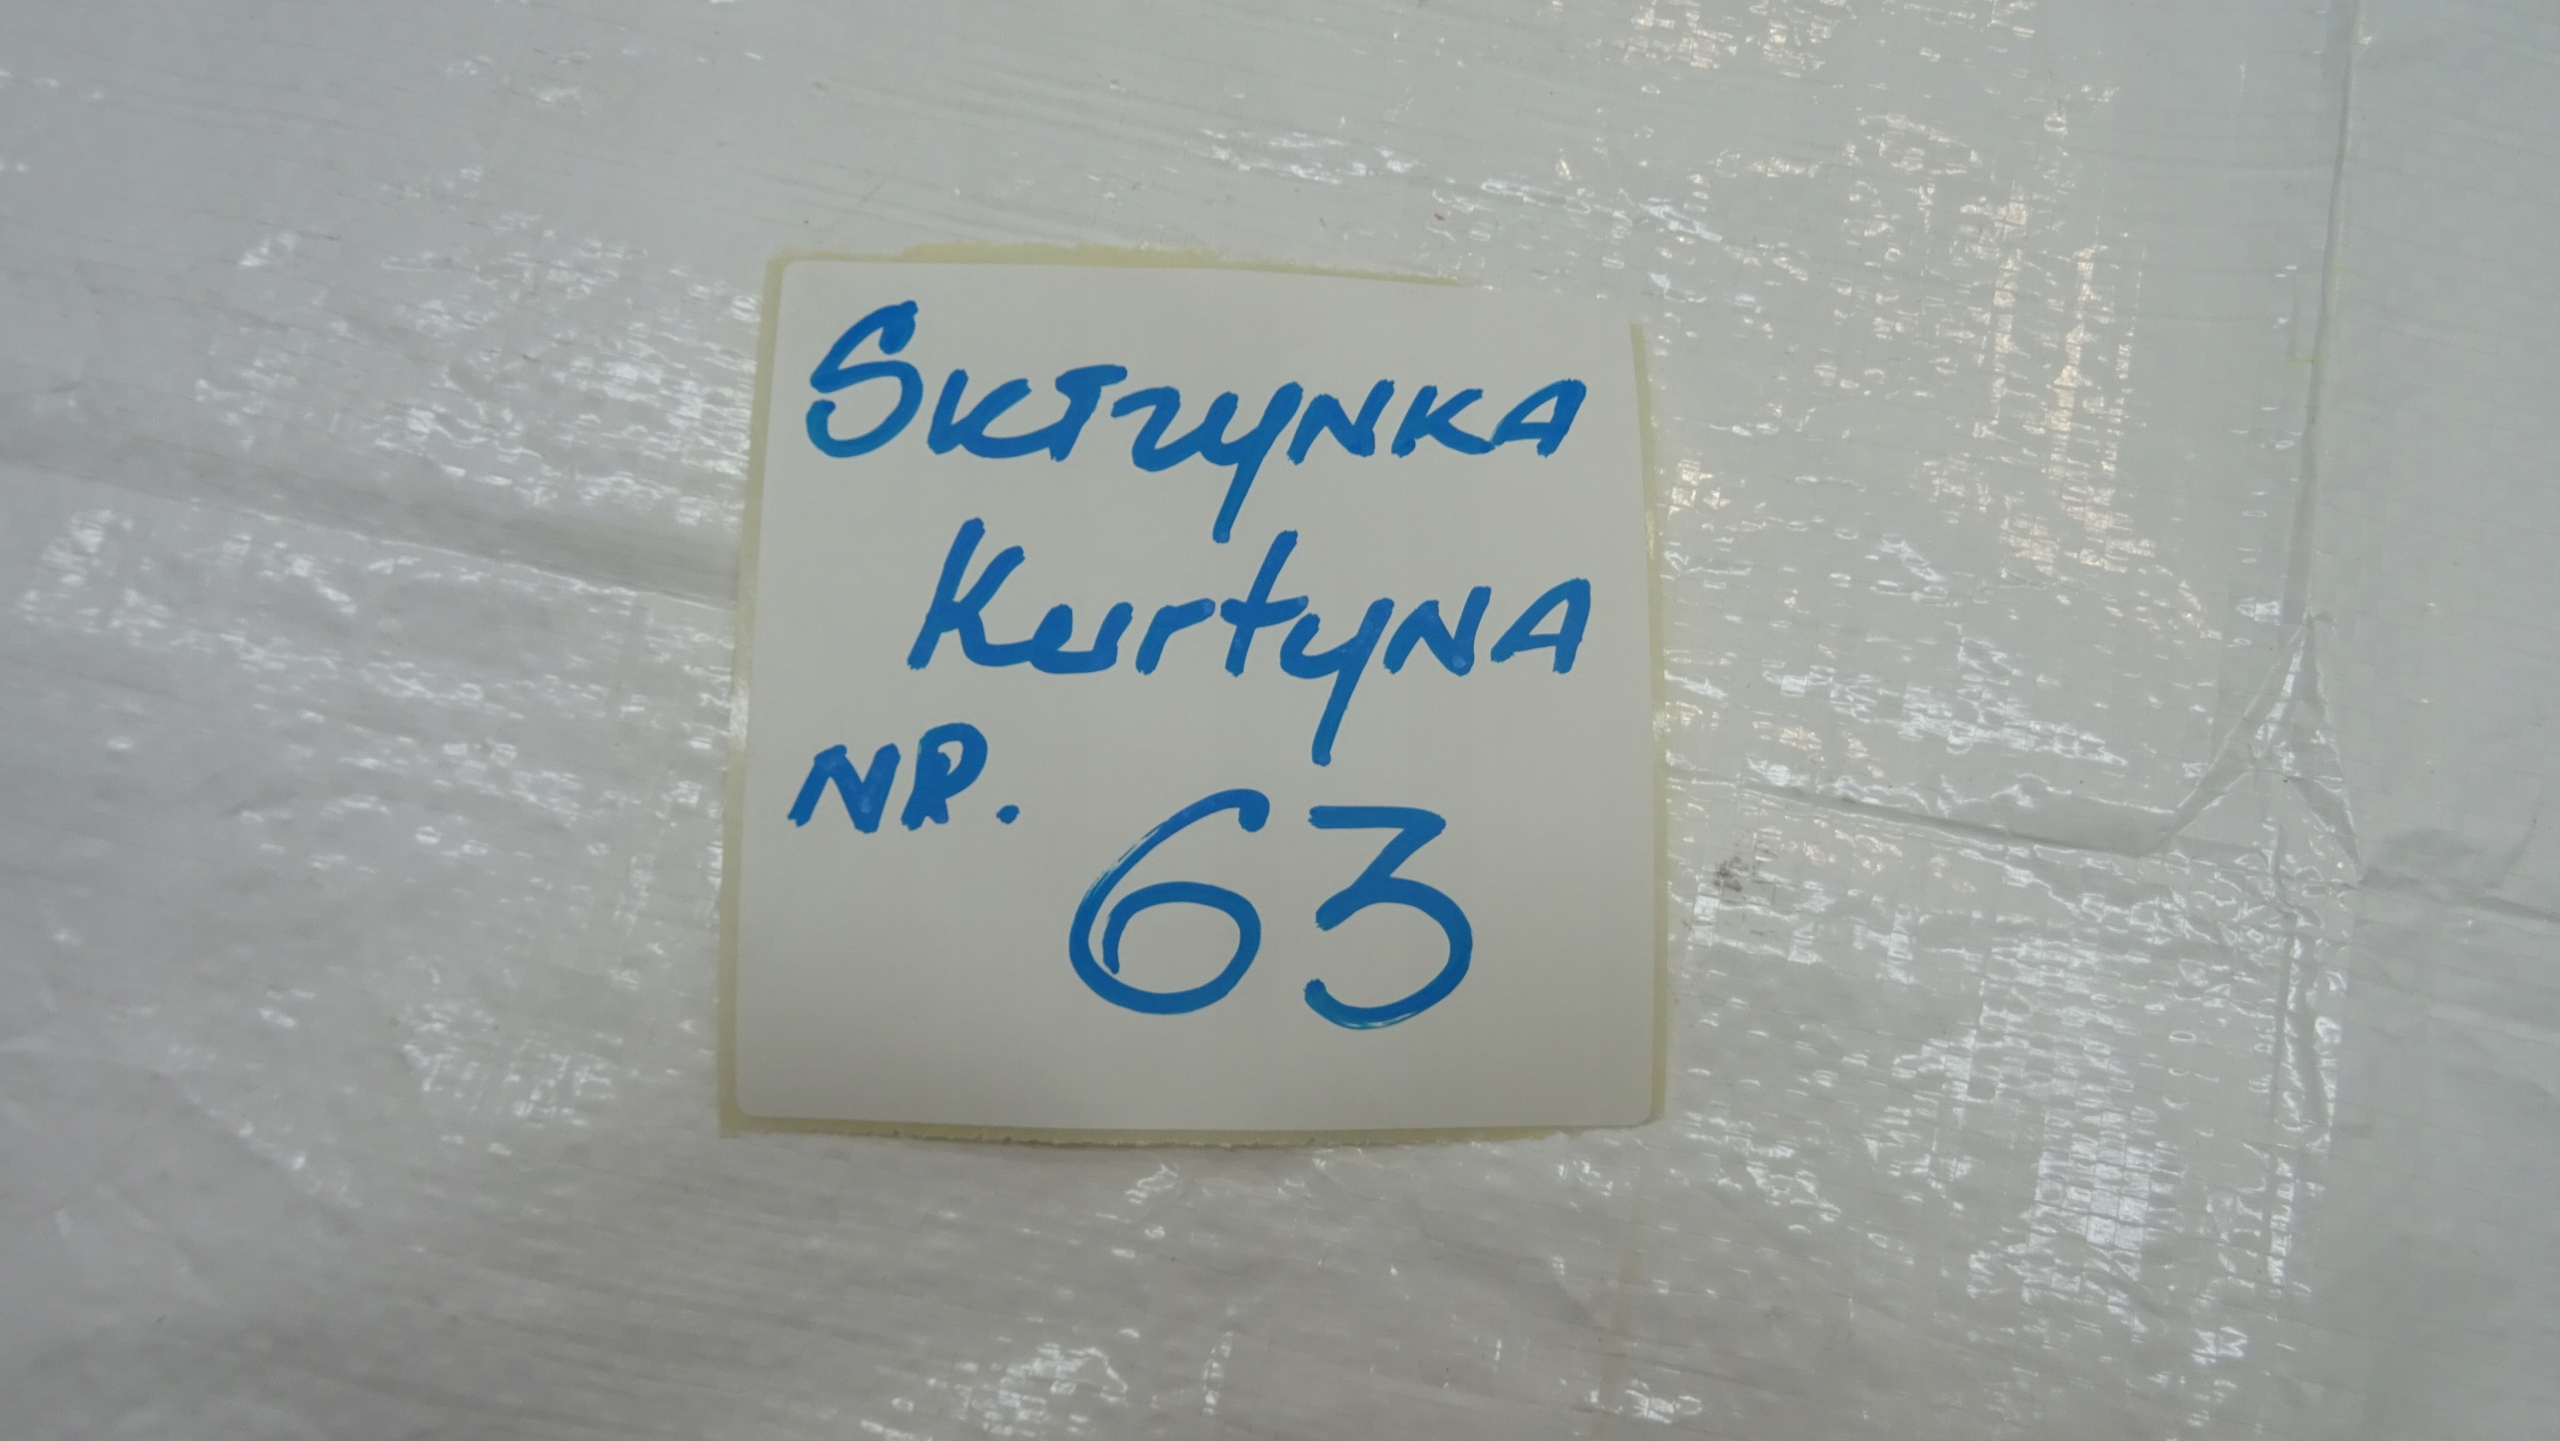 Skrzynka
Kurtyna
NR.
63